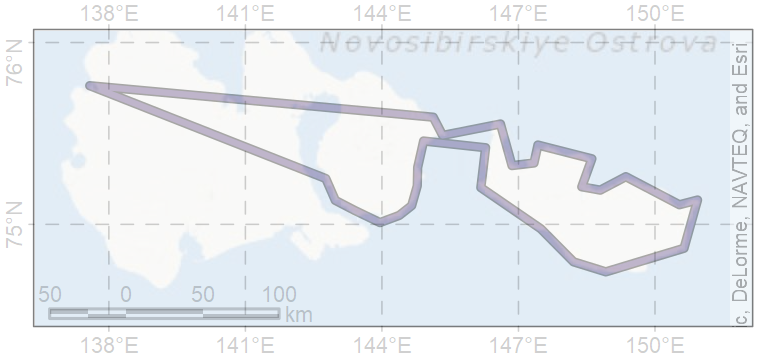 138°E 141°E 144°E 147°E 150°E
Novosibirskiye Ostrova
76°N
75°N
c, DeLorme, NAVTEQ, and Esri
50 0 50 100
km
138°E 141°E 144°E 147°E 150°E